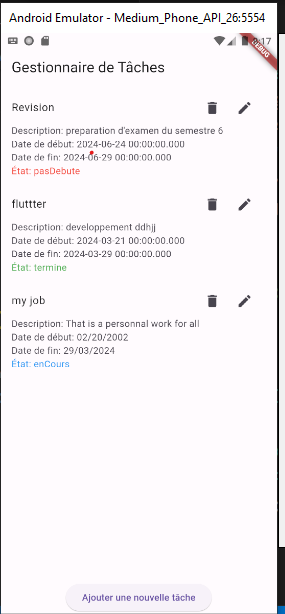 Android Emulator - Medium_Phone_API_26:5554
9:17
DEBUG
Gestionnaire de Tâches
Revision
Description: preparation d'examen du semestre 6
Date de début: 2024-06-24 00:00:00.000
Date de fin: 2024-06-29 00:00:00.000
État: pasDebute
fluttter
Description: developpement ddhjj
Date de début: 2024-03-21 00:00:00.000
Date de fin: 2024-03-29 00:00:00.000
État: termine
my job
Description: That is a personnal work for all
Date de début: 02/20/2002
Date de fin: 29/03/2024
État: enCours
Ajouter une nouvelle tâche